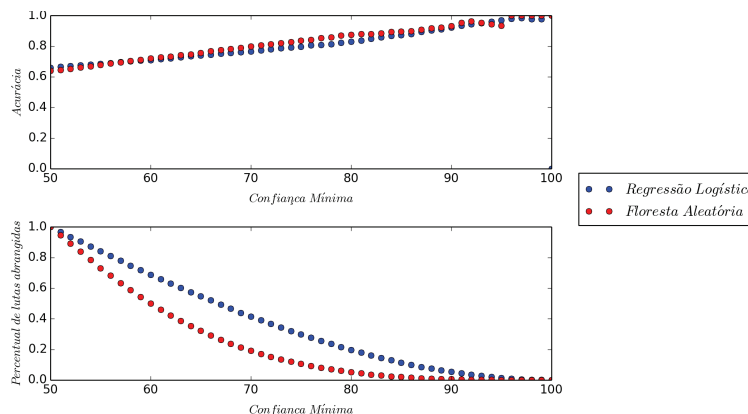 1.0
0.8
0.6
0.4
0.2
0.0
Acurácia
50 60 70 80 90 100
Confiança Mínima
Regressão Logística
Floresta Aleatória
1.0
0.8
0.6
0.4
0.2
0.0
Percentual de lutas abrangidas
50 60 70 80 90 100
Confianca Mínima